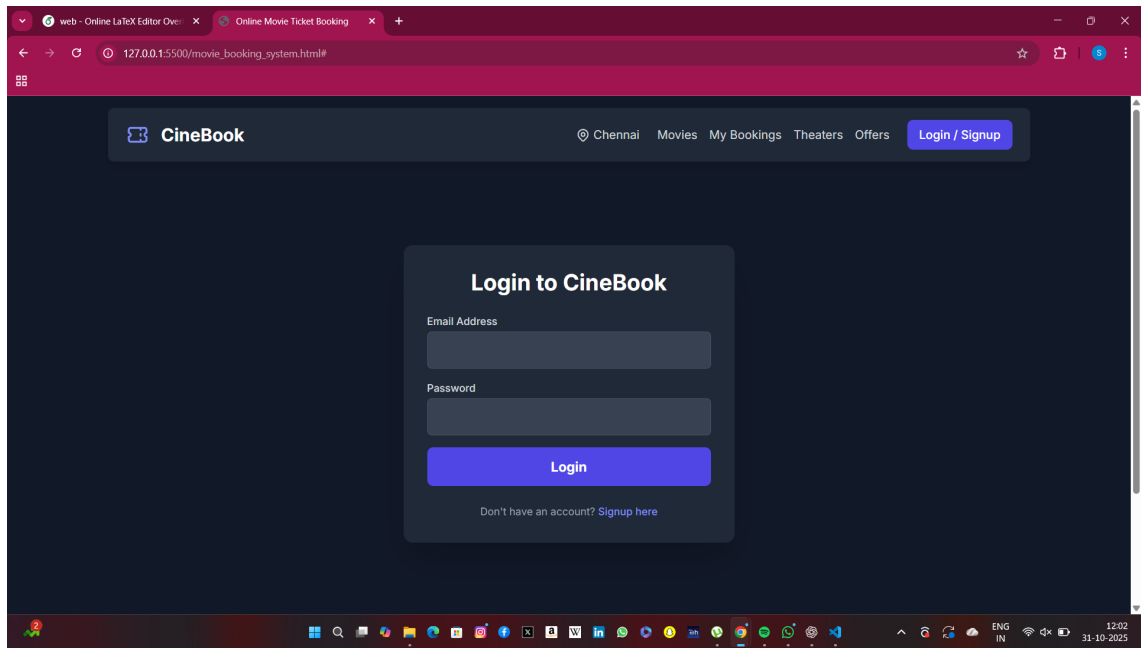 web - Online LaTeX Editor Over
Online Movie Ticket Booking
127.0.0.1:5500/movie_booking_system.html#
S
CineBook
Chennai Movies My Bookings Theaters Offers Login / Signup
Login to CineBook
Email Address
Password
Login
Don't have an account? Signup here
2
ENG
IN
12:02
31-10-2025